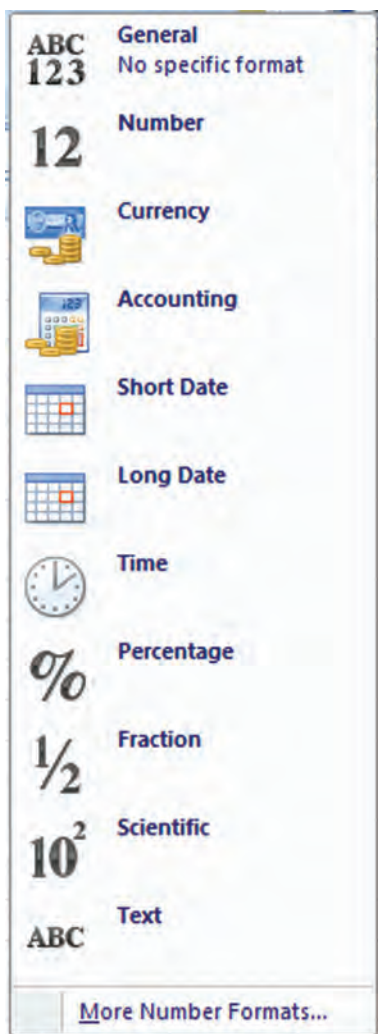 ABC
123
General
No specific format
12
Number
Currency
123
Accounting
Short Date
Long Date
Time
%
Percentage
1/2
Fraction
10²
Scientific
ABC
Text
More Number Formats...